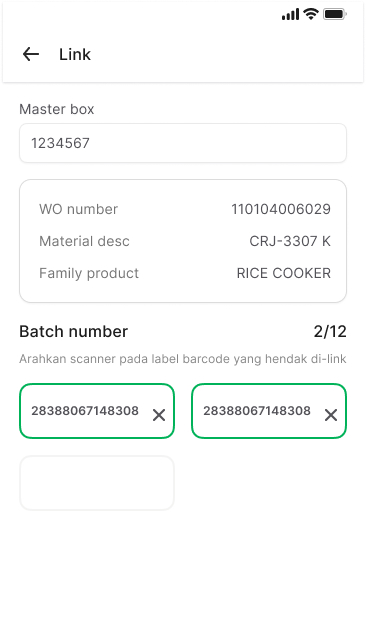 Link
Master box
1234567
WO number 110104006029
Material desc CRJ-3307 K
Family product RICE COOKER
Batch number 2/12
Arahkan scanner pada label barcode yang hendak di-link
28388067148308 28388067148308